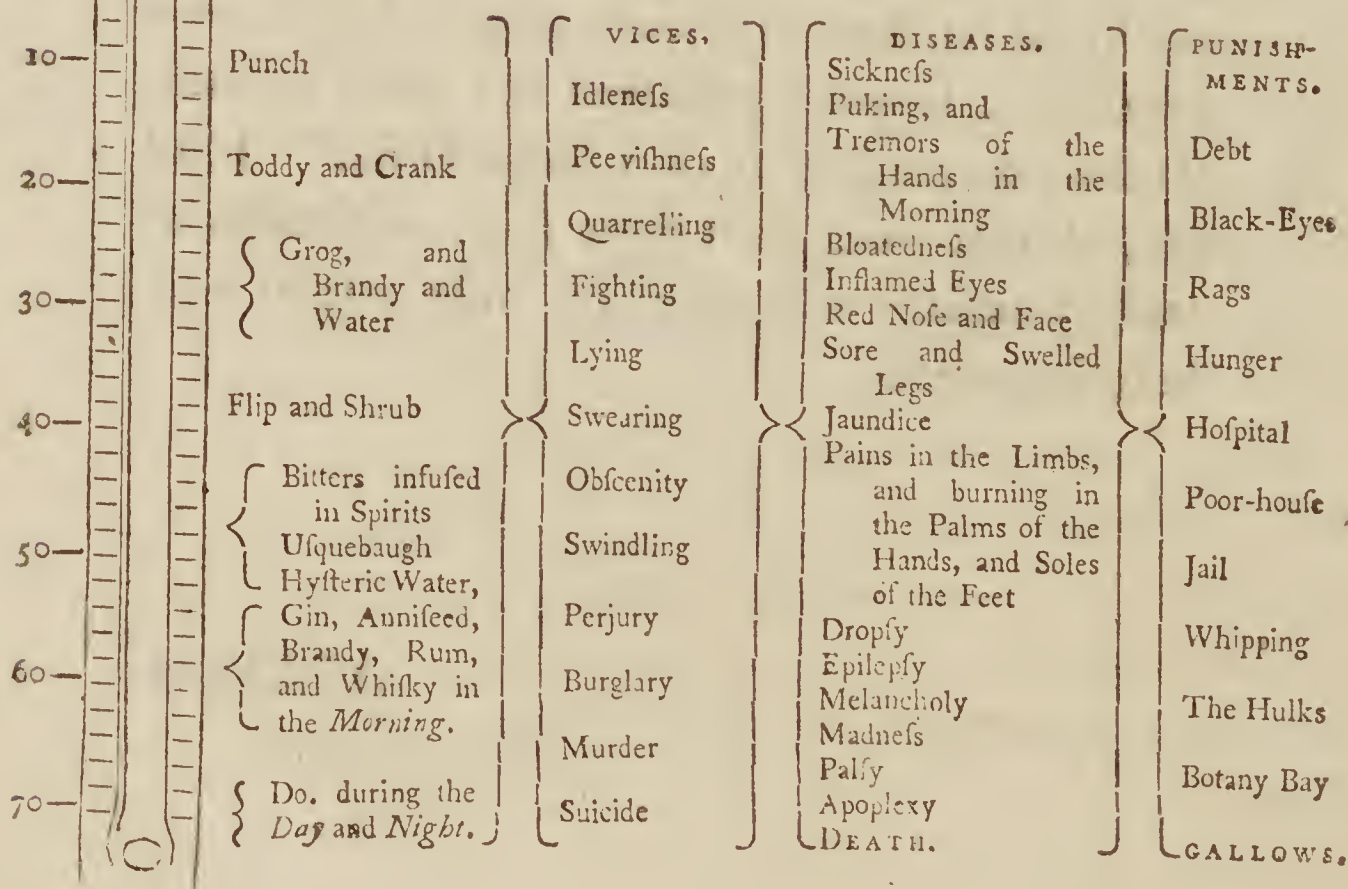 10—
20—
30—
40—
50—
60—
70—
Punch
Toddy and Crank
Grog, and
Brandy and
Water
Flip and Shrub
Bitters infuſed
in Spirits
Uſquebaugh
Hyſteric Water,
Gin, Anniſeed,
Brandy, Rum,
and Whiſky in
the Morning.
Do. during the
Day and Night.
VICES,
Idleneſs
Peeviſhneſs
Quarrelling
Fighting
Lying
Swearing
Obſcenity
Swindling
Perjury
Burglary
Murder
Suicide
DISEASES.
Sickneſs
Puking, and
Tremors of the
Hands in the
Morning
Bloatedneſs
Inflamed Eyes
Red Noſe and Face
Sore and Swelled
Legs
Jaundice
Pains in the Limbs,
and burning in
the Palms of the
Hands, and Soles
of the Feet
Dropſy
Epilepſy
Melancholy
Madneſs
Palſy
Apoplexy
DEATH.
PUNISH-
MENTS.
Debt
Black-Eyes
Rags
Hunger
Hoſpital
Poor-houſe
Jail
Whipping
The Hulks
Botany Bay
GALLOWS.